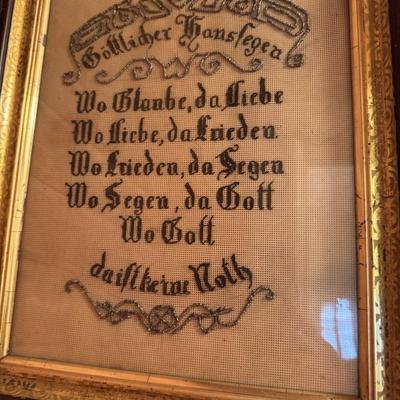 Göttlicher Haussegen
Wo Glaube, da Liebe
Wo Liebe, da Frieden
Wo Frieden, da Segen
Wo Segen, da Gott
Wo Gott
da ist keine Noth